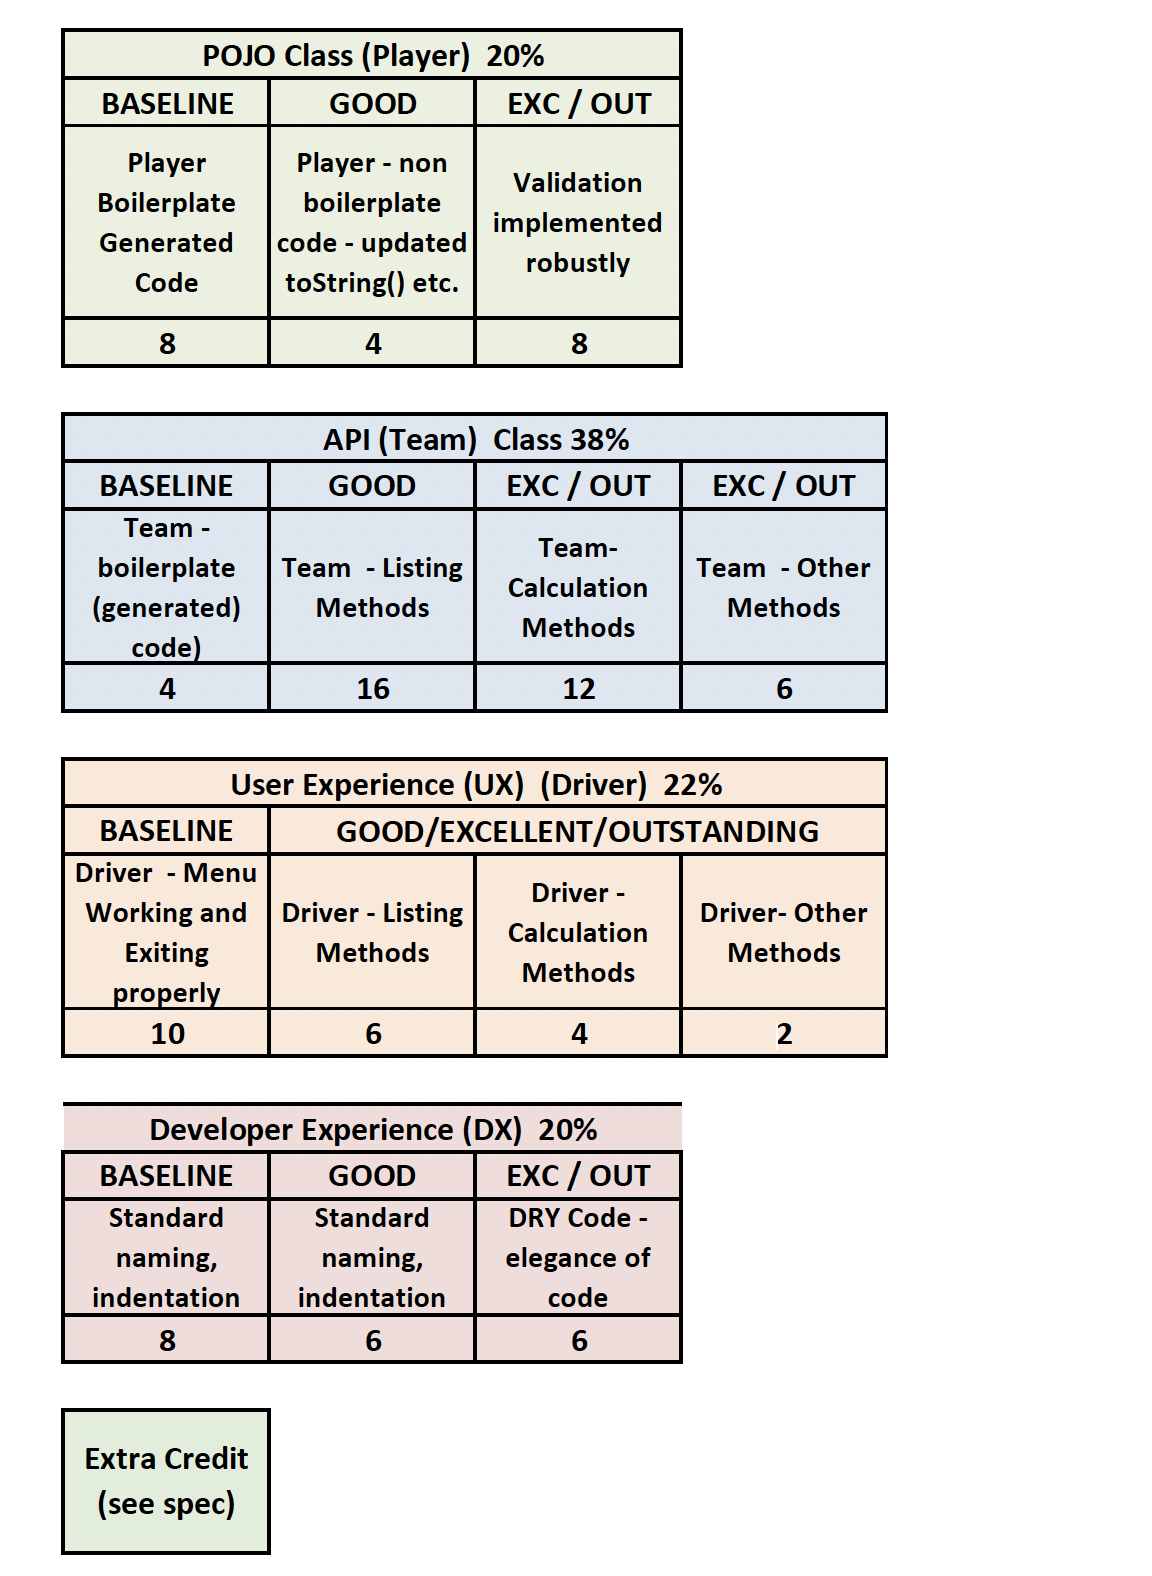 POJO Class (Player)  20%
BASELINE
GOOD
EXC / OUT
Player
Boilerplate
Generated
Code
Player - non
boilerplate
code - updated
toString() etc.
Validation
implemented
robustly
8
4
8
API (Team)  Class 38%
BASELINE
GOOD
EXC / OUT
EXC / OUT
Team -
boilerplate
(generated)
code)
Team  - Listing
Methods
Team-
Calculation
Methods
Team  - Other
Methods
4
16
12
6
User Experience (UX)  (Driver)  22%
BASELINE
GOOD/EXCELLENT/OUTSTANDING
Driver  - Menu
Working and
Exiting
properly
Driver - Listing
Methods
Driver -
Calculation
Methods
Driver- Other
Methods
10
6
4
2
Developer Experience (DX)  20%
BASELINE
GOOD
EXC / OUT
Standard
naming,
indentation
Standard
naming,
indentation
DRY Code -
elegance of
code
8
6
6
Extra Credit
(see spec)